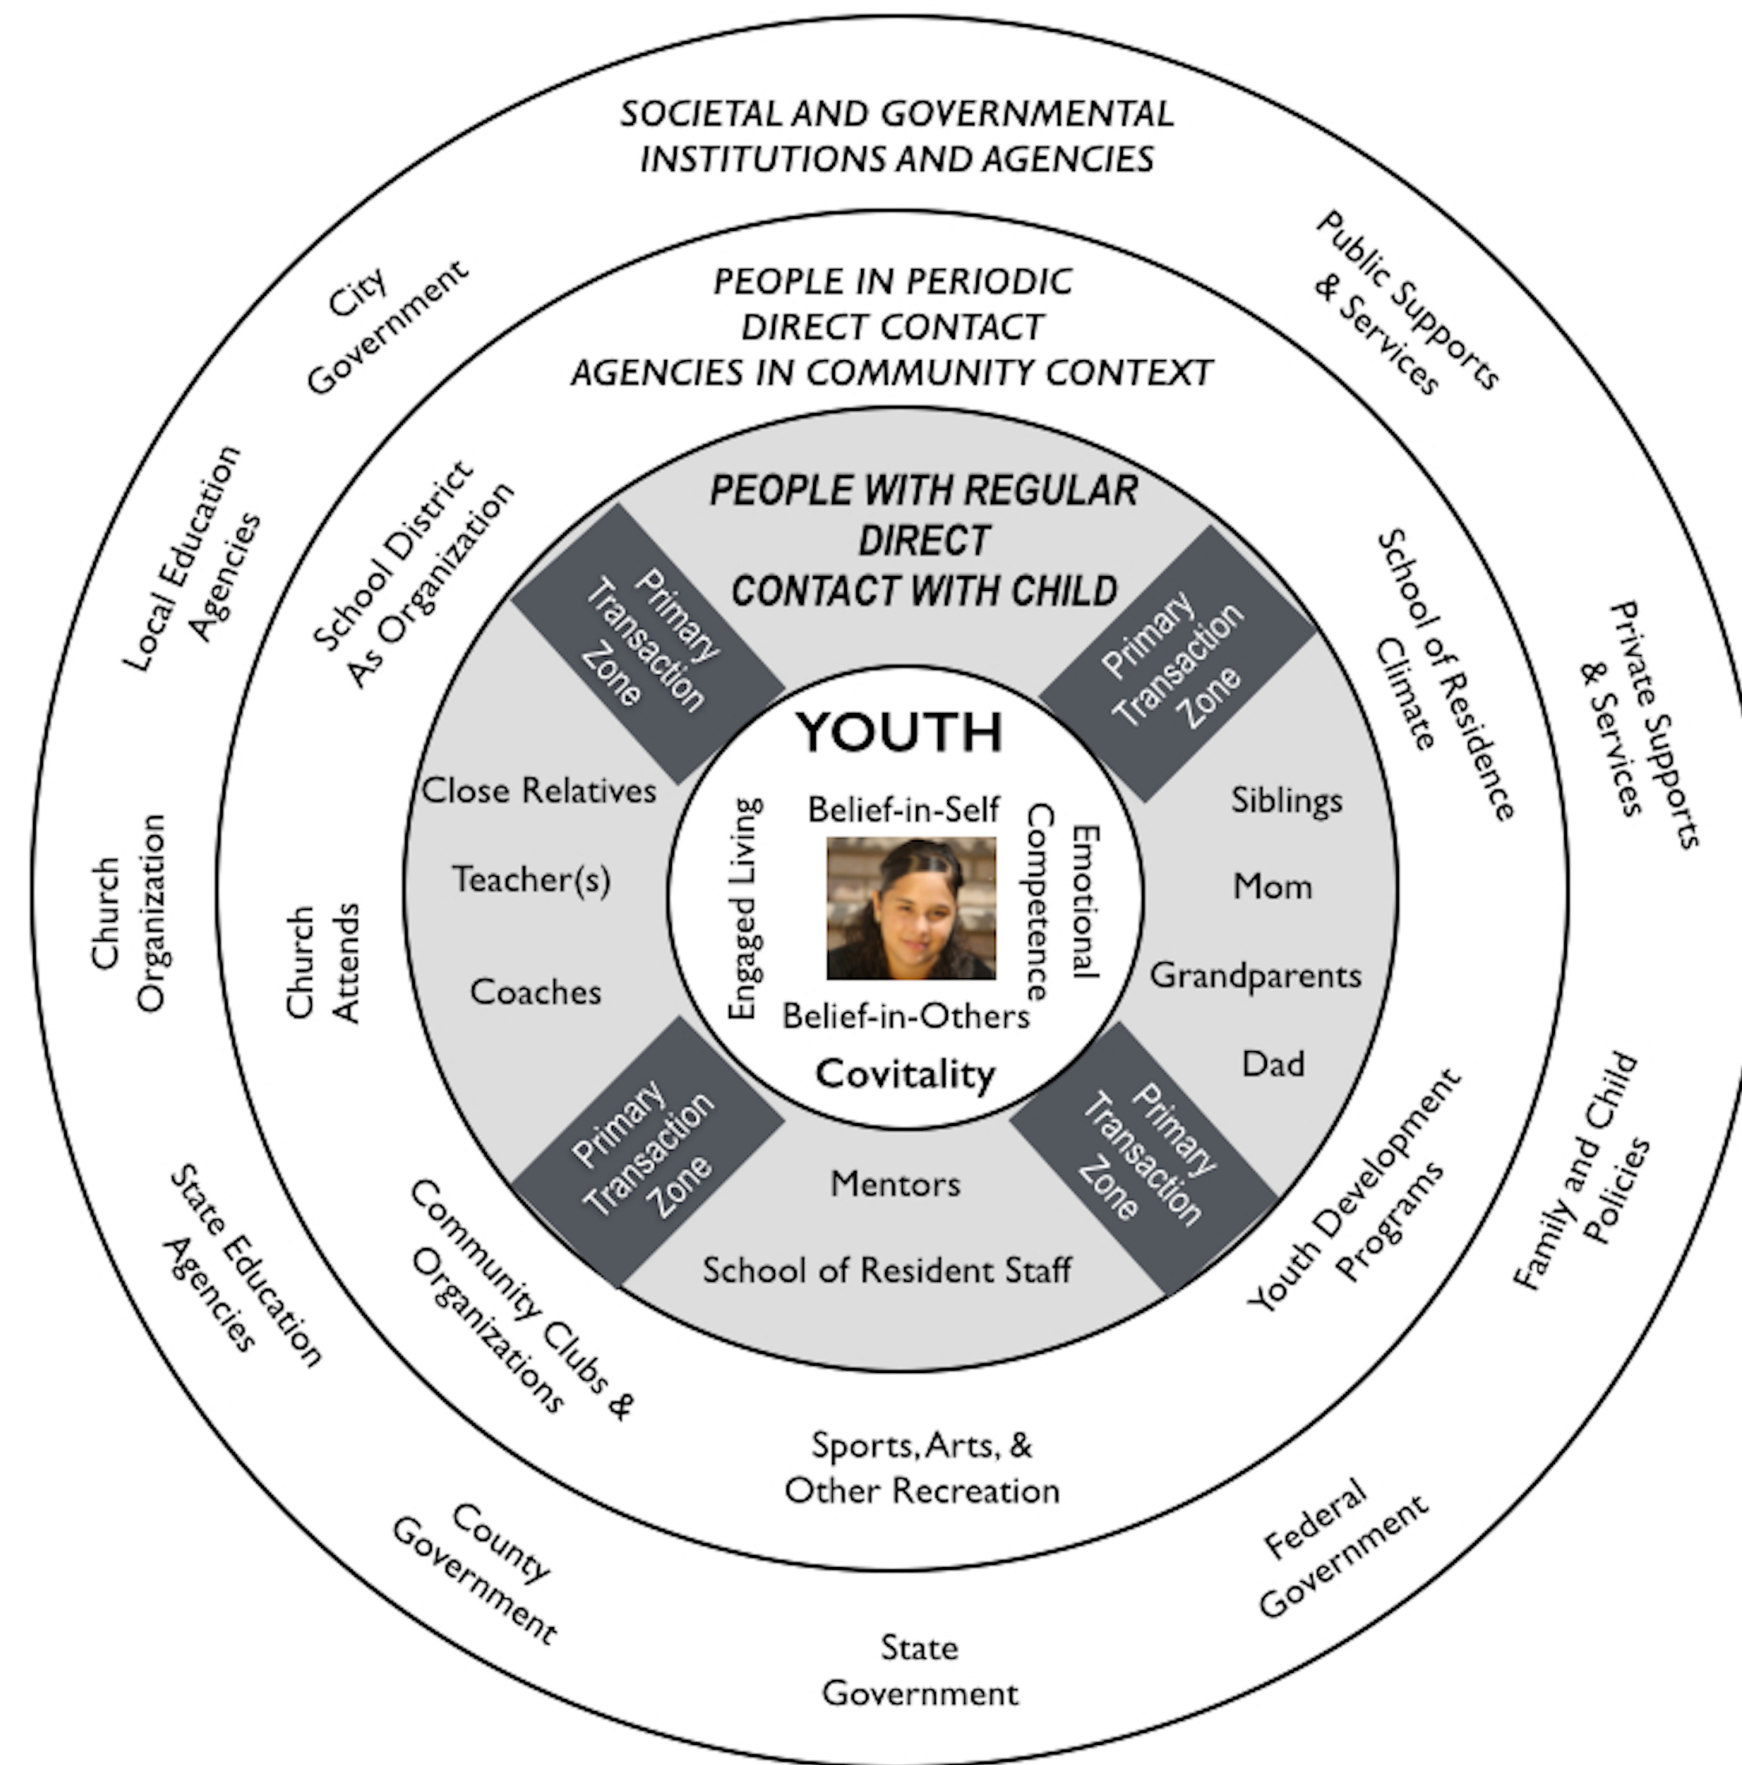 SOCIETAL AND GOVERNMENTAL
INSTITUTIONS AND AGENCIES
Public Supports
& Services
City
Government
PEOPLE IN PERIODIC
DIRECT CONTACT
AGENCIES IN COMMUNITY CONTEXT
Local Education
Agencies
School District
As Organization
PEOPLE WITH REGULAR
DIRECT
CONTACT WITH CHILD
School of Residence
Climate
Private Supports
& Services
Primary
Transaction
Zone
Primary
Transaction
Zone
YOUTH
Close Relatives
Teacher(s)
Coaches
Engaged Living
Belief-in-Self
Emotional
Competence
Belief-in-Others
Covitality
Siblings
Mom
Grandparents
Dad
Church
Organization
Church
Attends
Primary
Transaction
Zone
Primary
Transaction
Zone
Mentors
School of Resident Staff
Youth Development
Programs
Family and Child
Policies
State Education
Agencies
Community Clubs &
Organizations
Sports, Arts, &
Other Recreation
County
Government
State
Government
Federal
Government